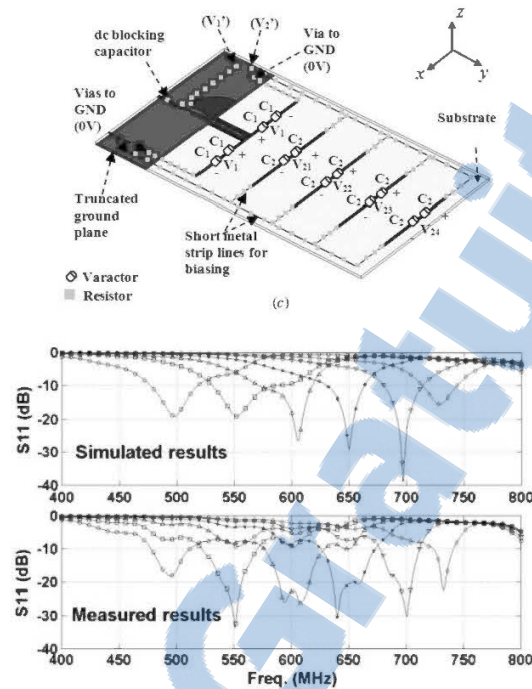 (V₁') (V₂')
dc blocking capacitor
Via to GND (0V)
Vias to GND (0V)
z
x
y
Substrate
C₁
C₁
V₁
+
-
C₁
C₁
V₁
+
-
C₂
C₂
V₂₁
+
-
C₂
C₂
V₂₂
+
-
C₂
C₂
V₂₃
+
-
C₂
C₂
V₂₄
+
-
Truncated ground plane
Short metal strip lines for biasing
Varactor
Resistor
(c)
S11 (dB)
0
-10
-20
-30
-40
Simulated results
400 450 500 550 600 650 700 750 800
S11 (dB)
0
-10
-20
-30
-40
Measured results
400 450 500 550 600 650 700 750 800
Freq. (MHz)
Gratuit